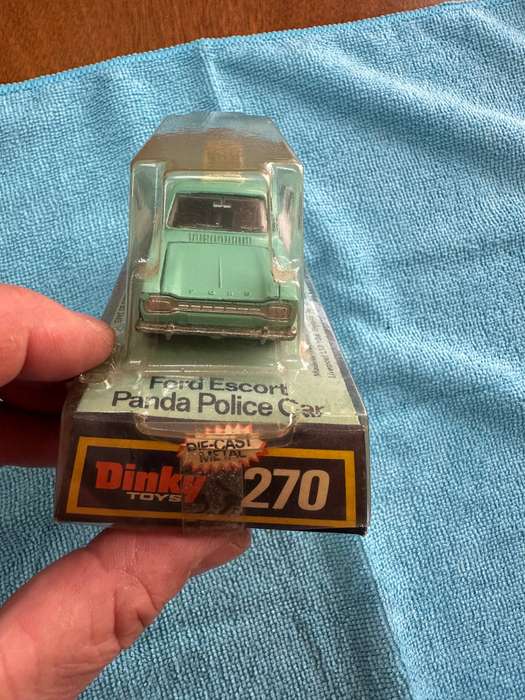 FORD
Ford Escort
Panda Police Car
DIE-CAST
METAL
Dinky
TOYS
270